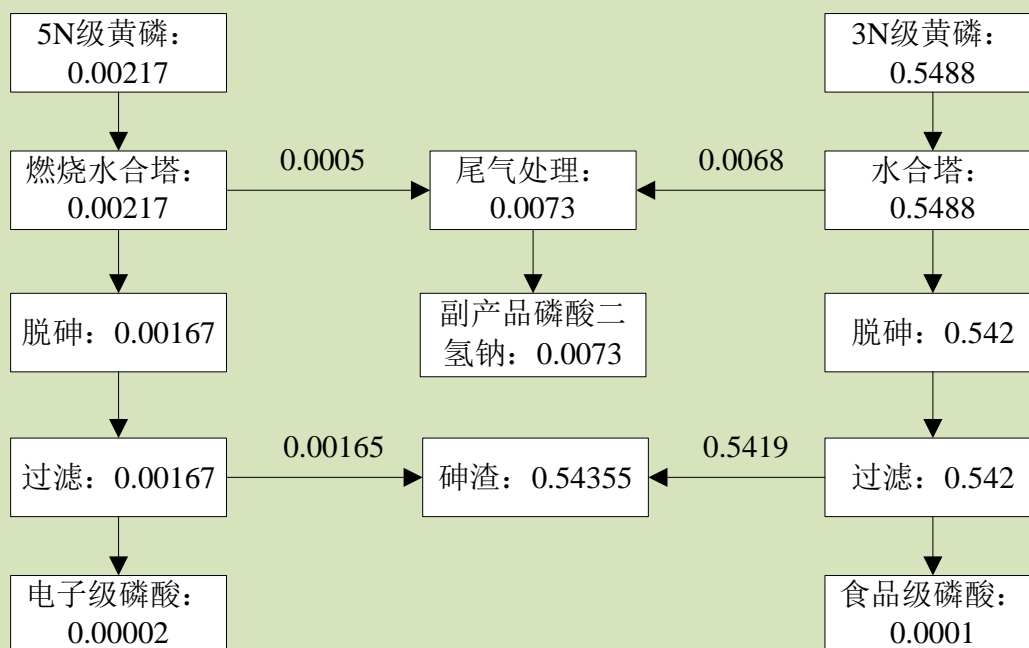 5N级黄磷：
0.00217
3N级黄磷：
0.5488
燃烧水合塔：
0.00217
0.0005
尾气处理：
0.0073
0.0068
水合塔：
0.5488
脱砷：0.00167
副产品磷酸二
氢钠：0.0073
脱砷：0.542
过滤：0.00167
0.00165
砷渣：0.54355
0.5419
过滤：0.542
电子级磷酸：
0.00002
食品级磷酸：
0.0001